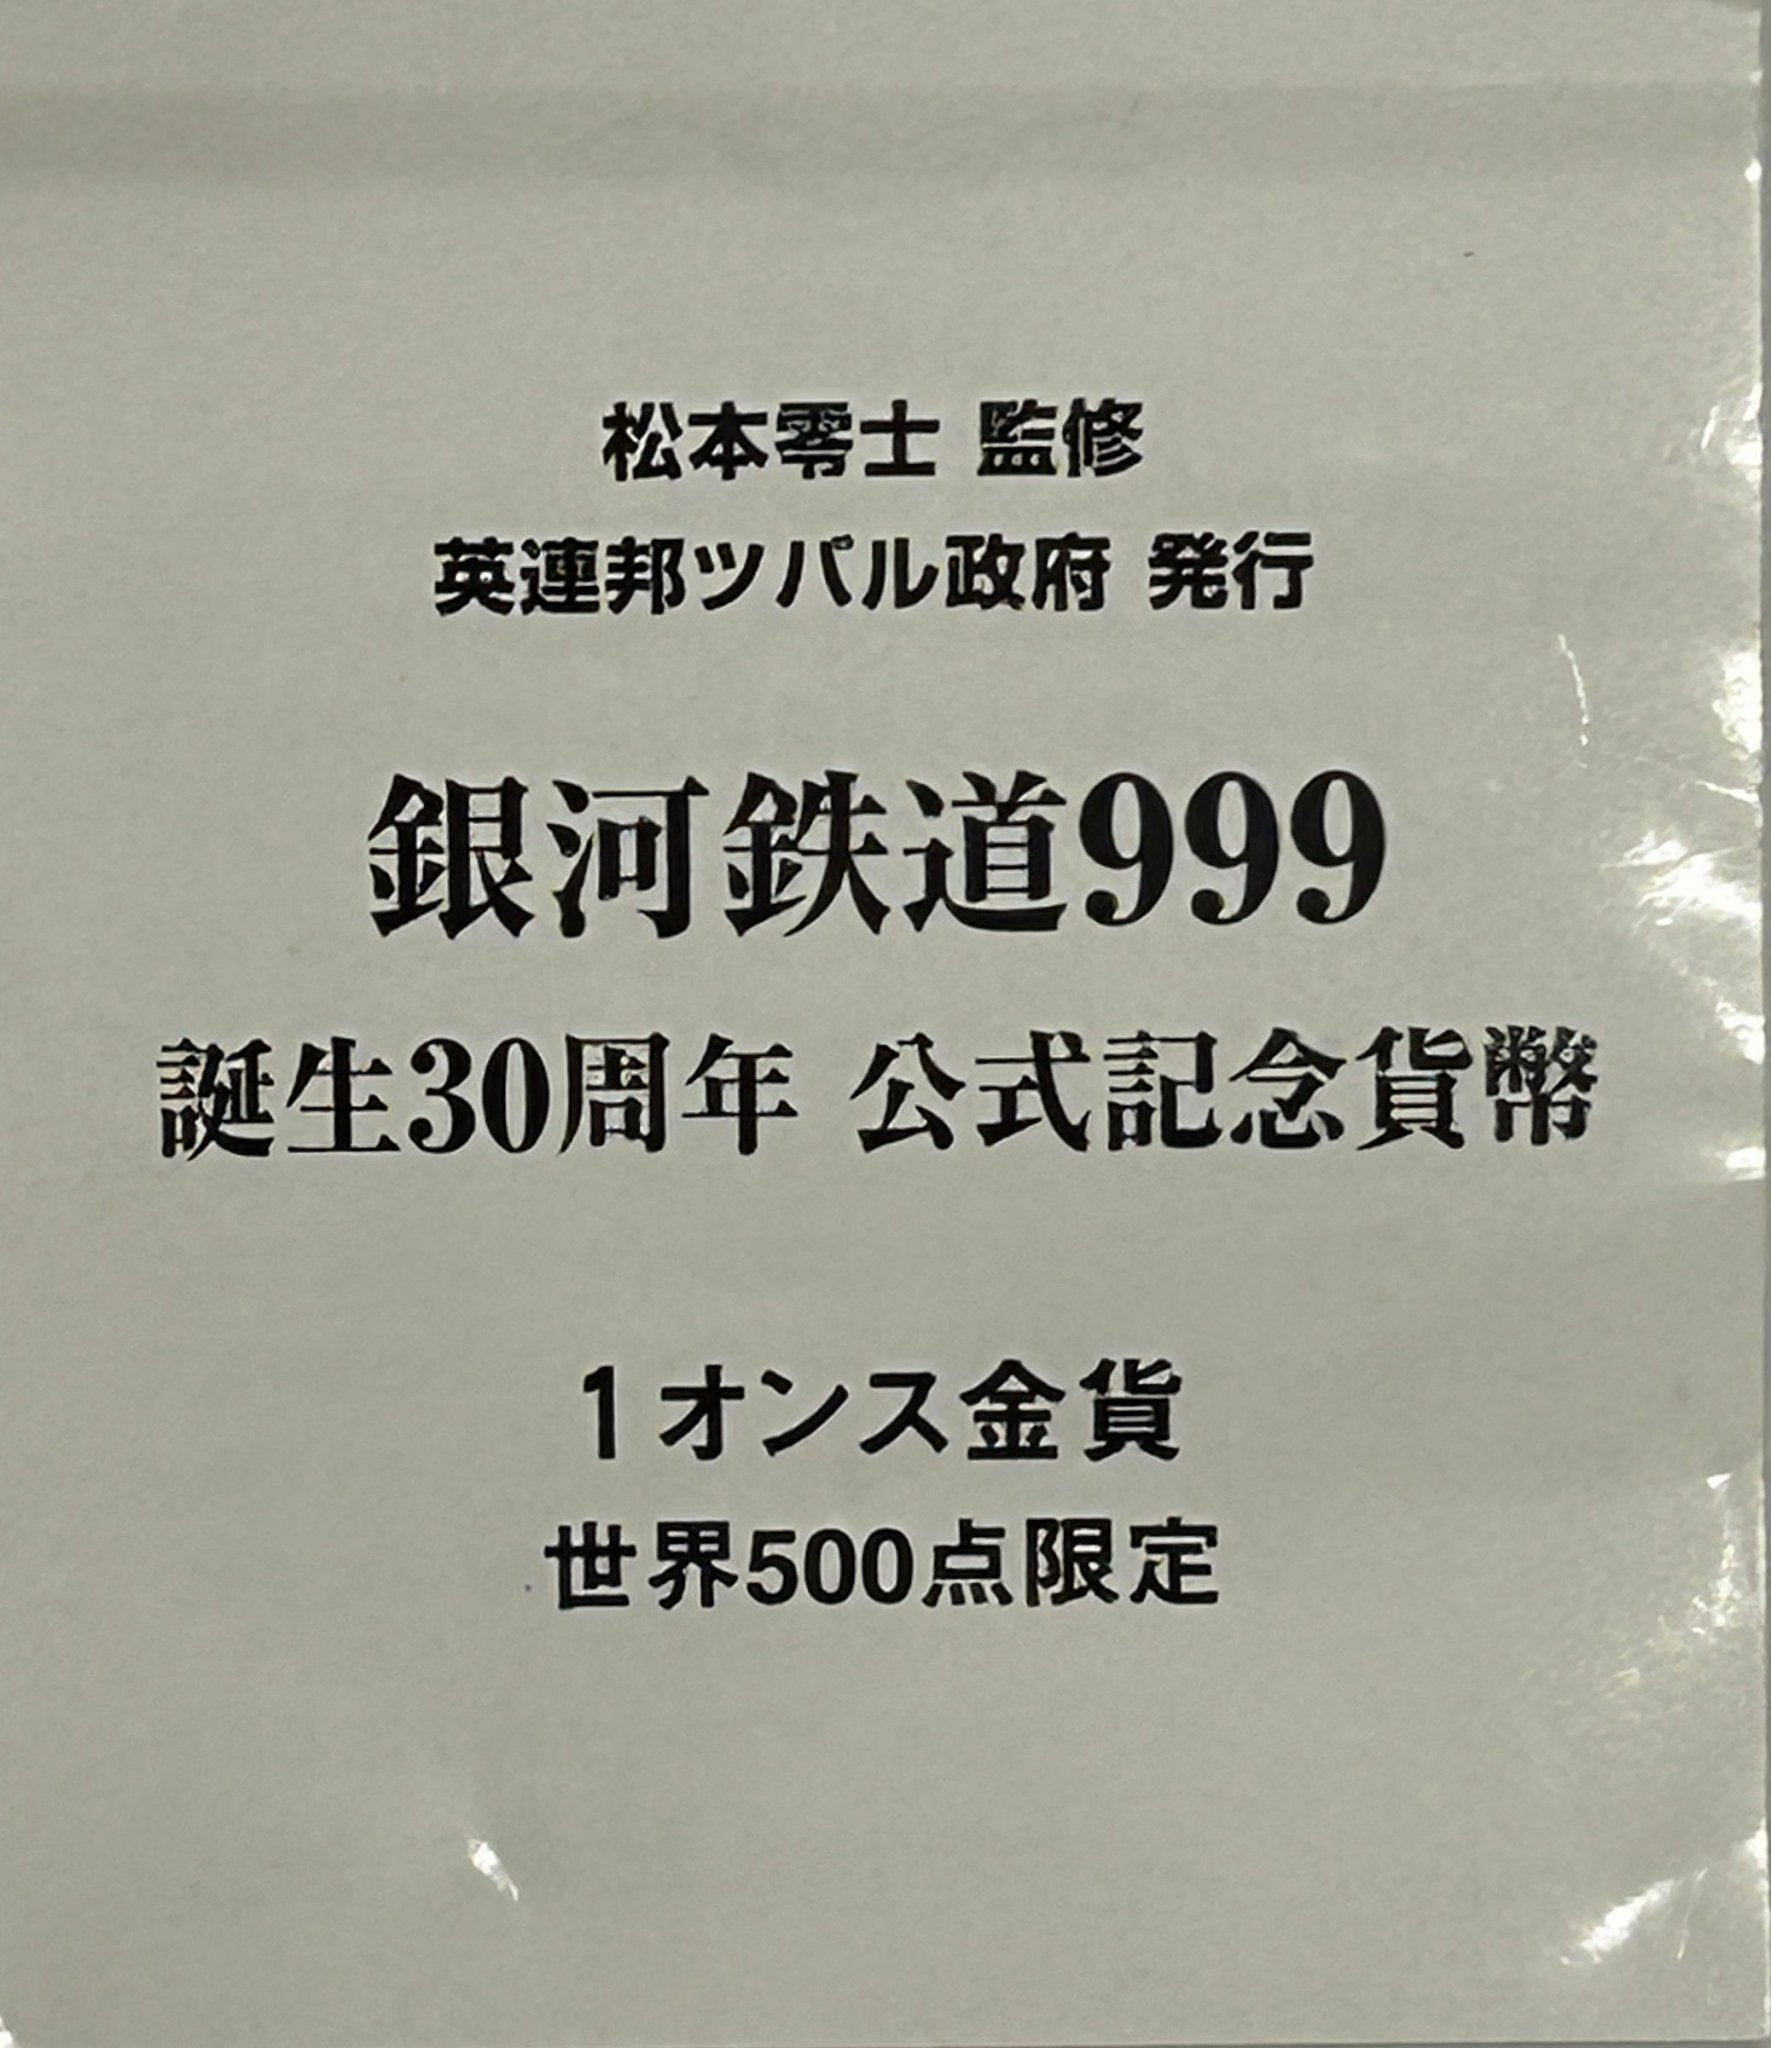 松本零士 監修
英連邦ツバル政府 発行
銀河鉄道999
誕生30周年 公式記念貨幣
1オンス金貨
世界500点限定